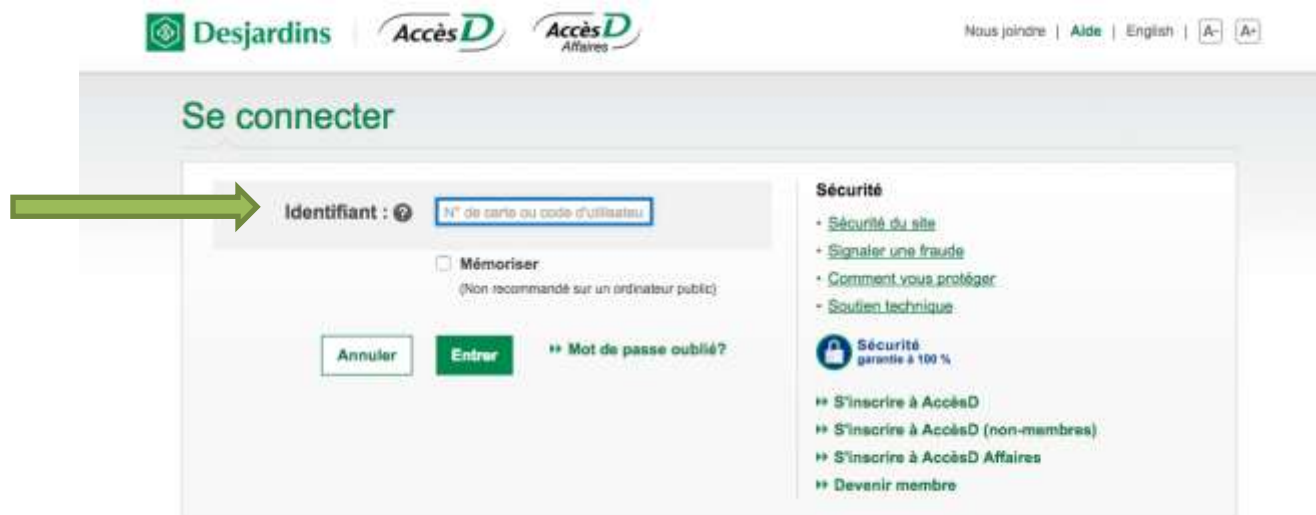 Desjardins
AccèsD
AccèsD
Affaires
Nous joindre | Aide | English | A- A+
Se connecter
Identifiant : ?
N° de carte ou code d'utilisateu
Mémoriser
(Non recommandé sur un ordinateur public)
Annuler
Entrer
Mot de passe oublié?
Sécurité
Sécurité du site
Signaler une fraude
Comment vous protéger
Soutien technique
Sécurité
garantie à 100 %
S'inscrire à AccèsD
S'inscrire à AccèsD (non-membres)
S'inscrire à AccèsD Affaires
Devenir membre